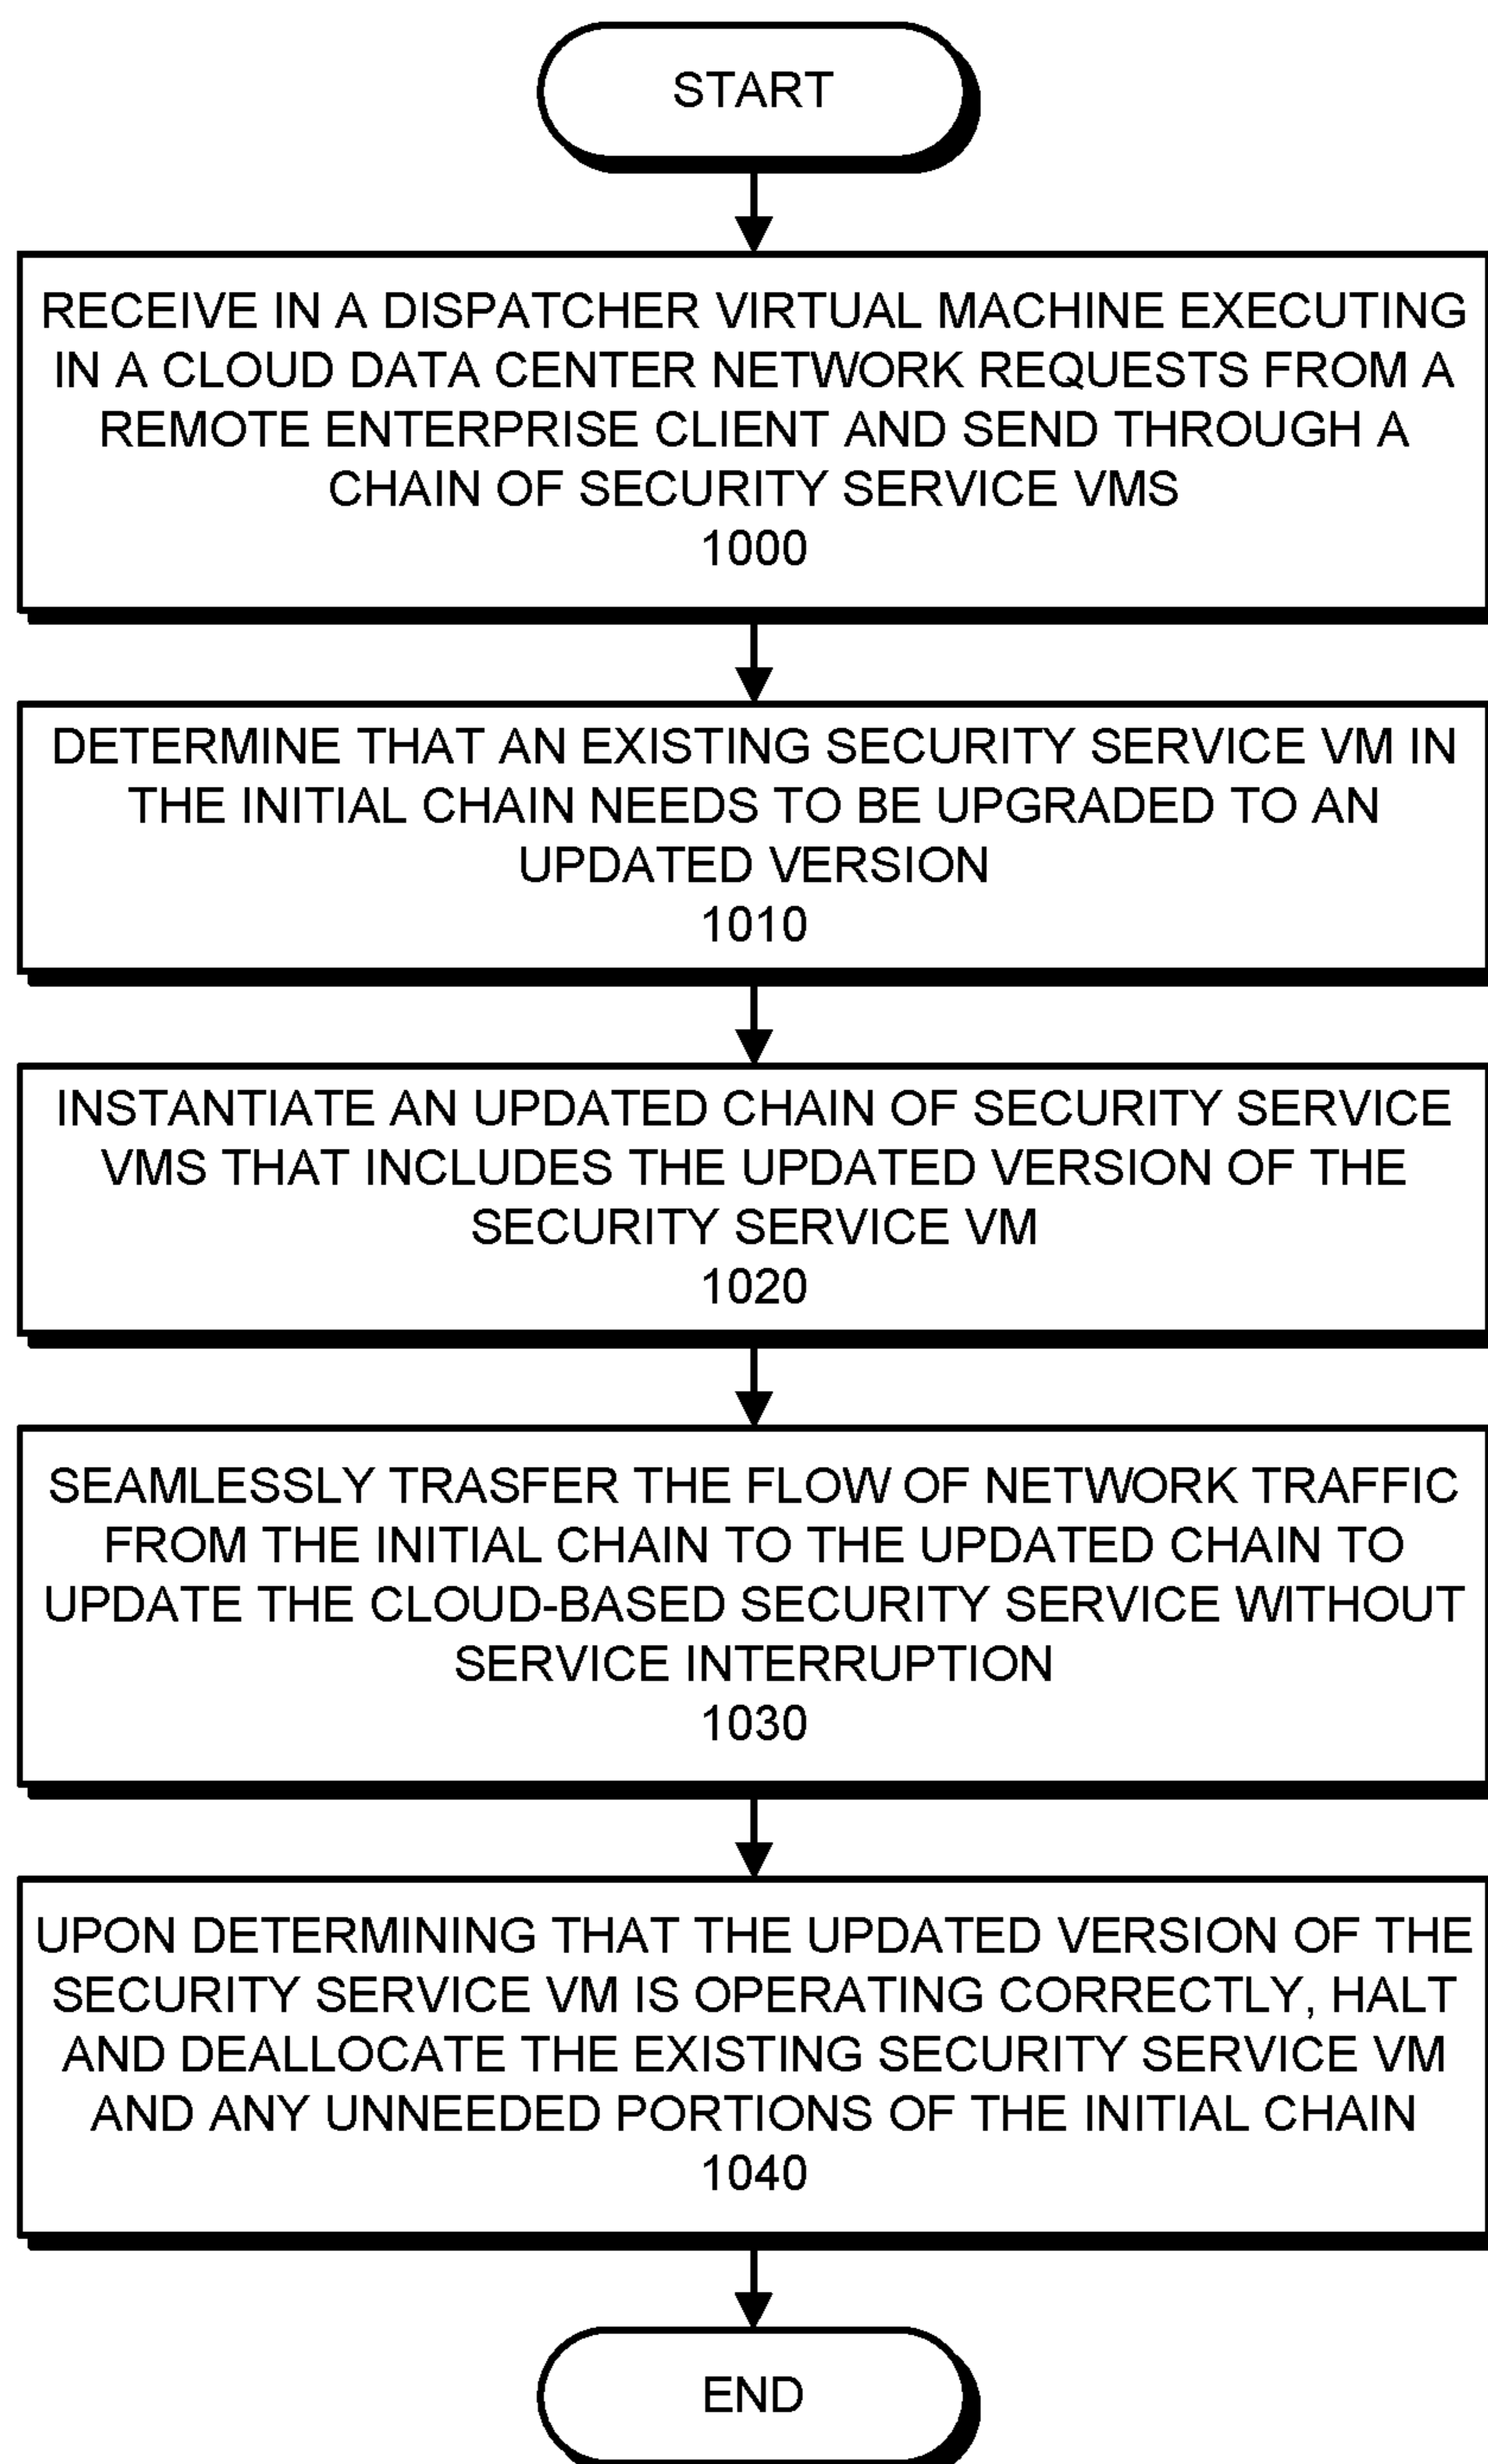 START
RECEIVE IN A DISPATCHER VIRTUAL MACHINE EXECUTING
IN A CLOUD DATA CENTER NETWORK REQUESTS FROM A
REMOTE ENTERPRISE CLIENT AND SEND THROUGH A
CHAIN OF SECURITY SERVICE VMS
1000
DETERMINE THAT AN EXISTING SECURITY SERVICE VM IN
THE INITIAL CHAIN NEEDS TO BE UPGRADED TO AN
UPDATED VERSION
1010
INSTANTIATE AN UPDATED CHAIN OF SECURITY SERVICE
VMS THAT INCLUDES THE UPDATED VERSION OF THE
SECURITY SERVICE VM
1020
SEAMLESSLY TRASFER THE FLOW OF NETWORK TRAFFIC
FROM THE INITIAL CHAIN TO THE UPDATED CHAIN TO
UPDATE THE CLOUD-BASED SECURITY SERVICE WITHOUT
SERVICE INTERRUPTION
1030
UPON DETERMINING THAT THE UPDATED VERSION OF THE
SECURITY SERVICE VM IS OPERATING CORRECTLY, HALT
AND DEALLOCATE THE EXISTING SECURITY SERVICE VM
AND ANY UNNEEDED PORTIONS OF THE INITIAL CHAIN
1040
END